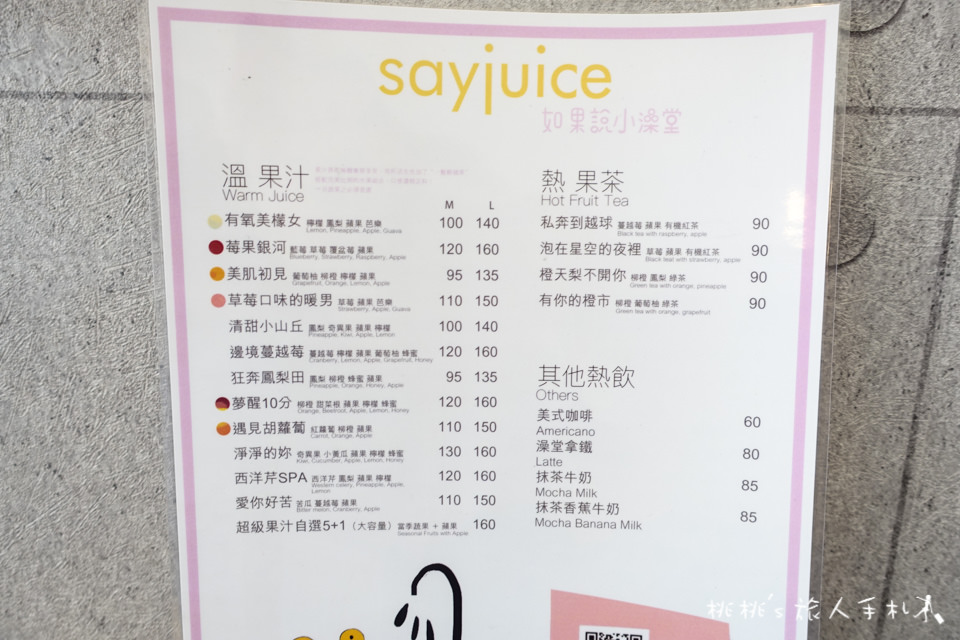 sayjuice
如果說小澡堂
溫 果汁
Warm Juice
M L
有氧美檬女 檸檬 鳳梨 蘋果 芭樂 100 140
Lemon, Pineapple, Apple, Guava
莓果銀河 藍莓 草莓 覆盆莓 蘋果 120 160
Blueberry, Strawberry, Raspberry, Apple
美肌初見 葡萄柚 柳橙 檸檬 蘋果 95 135
Grapefruit, Orange, Lemon, Apple
草莓口味的暖男 草莓 蘋果 芭樂 110 150
Strawberry, Apple, Guava
清甜小山丘 鳳梨 奇異果 蘋果 檸檬 100 140
Pineapple, Kiwi, Apple, Lemon
邊境蔓越莓 蔓越莓 檸檬 蘋果 葡萄柚 蜂蜜 120 160
Cranberry, Lemon, Apple, Grapefruit, Honey
狂奔鳳梨田 鳳梨 柳橙 蜂蜜 蘋果 95 135
Pineapple, Orange, Honey, Apple
夢醒10分 柳橙 甜菜根 蘋果 檸檬 蜂蜜 120 160
Orange, Beetroot, Apple, Lemon, Honey
遇見胡蘿蔔 紅蘿蔔 柳橙 蘋果 110 150
Carrot, Orange, Apple
淨淨的妳 奇異果 小黃瓜 蘋果 檸檬 蜂蜜 130 160
Kiwi, Cucumber, Apple, Lemon, Honey
西洋芹SPA 西洋芹 鳳梨 蘋果 檸檬 120 160
Western celery, Pineapple, Apple,
Lemon
愛你好苦 苦瓜 蔓越莓 蘋果 110 150
Bitter melon, Cranberry, Apple
超級果汁自選5+1（大容量） 當季蔬果 + 蘋果 160
Seasonal Fruits with Apple
熱 果茶
Hot Fruit Tea
私奔到越球 蔓越莓 蘋果 有機紅茶 90
Black tea with raspberry, apple
泡在星空的夜裡 草莓 蘋果 有機紅茶 90
Black tea with strawberry, apple
橙天梨不開你 柳橙 鳳梨 綠茶 90
Green tea with orange, pineapple
有你的橙市 柳橙 葡萄柚 綠茶 90
Green tea with orange, grapefruit
其他熱飲
Others
美式咖啡 60
Americano
澡堂拿鐵 80
Latte
抹茶牛奶 85
Mocha Milk
抹茶香蕉牛奶 85
Mocha Banana Milk
桃桃's旅人手札